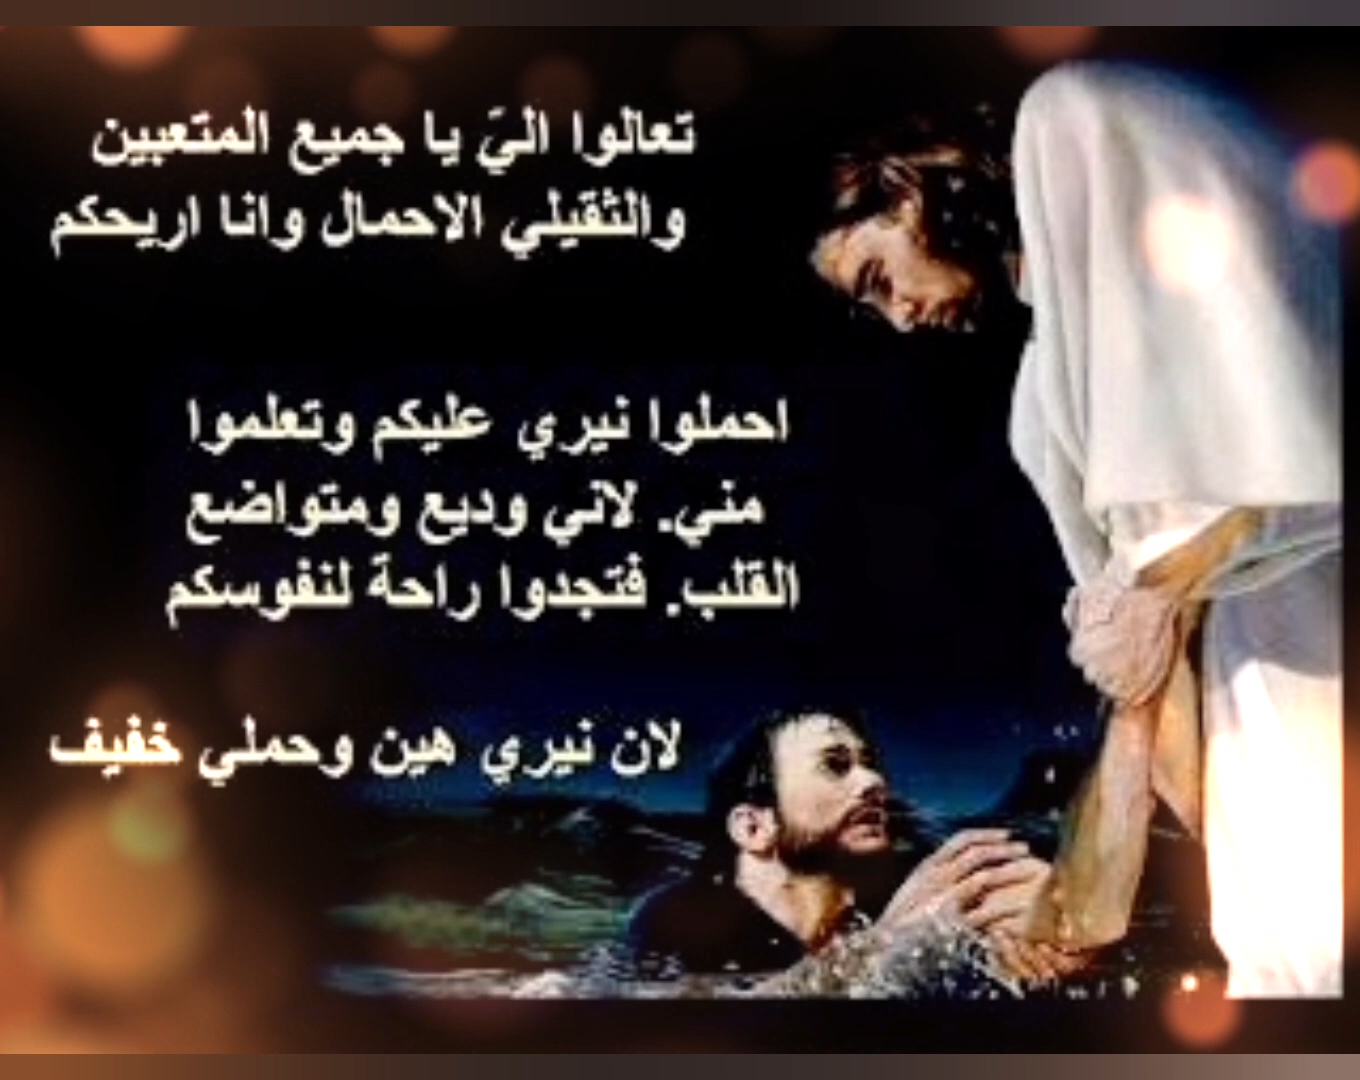 تعالوا اليَ يا جميع المتعبين
والثقيلي الاحمال وانا اريحكم
احملوا نيري عليكم وتعلموا
مني. لاني وديع ومتواضع
القلب. فتجدوا راحة لنفوسكم
لان نيري هين وحملي خفيف